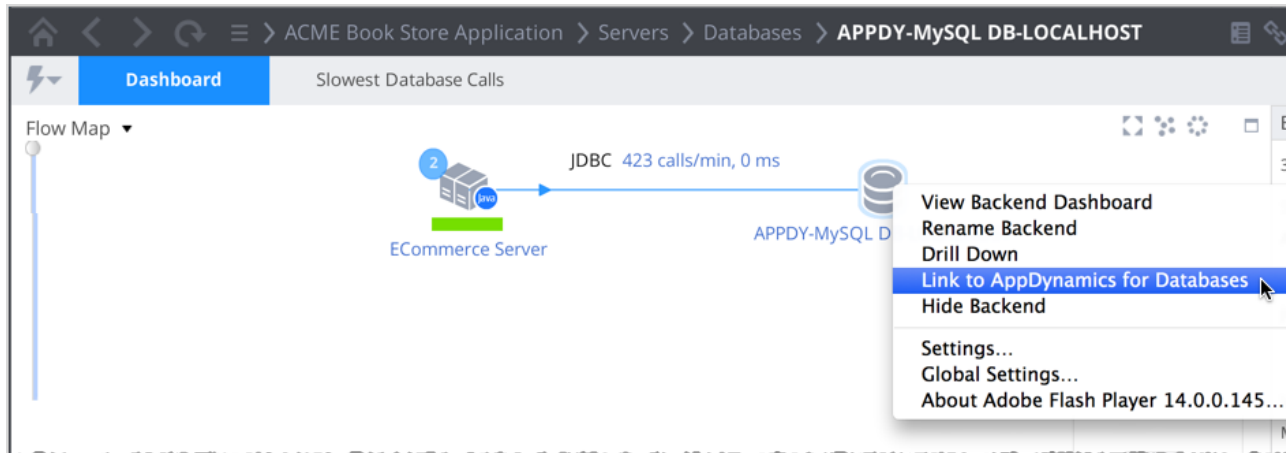 ACME Book Store Application > Servers > Databases > APPDY-MySQL DB-LOCALHOST
Dashboard
Slowest Database Calls
Flow Map
2
JDBC 423 calls/min, 0 ms
Java
ECommerce Server
APPDY-MySQL
View Backend Dashboard
Rename Backend
Drill Down
Link to AppDynamics for Databases
Hide Backend
Settings...
Global Settings...
About Adobe Flash Player 14.0.0.145...